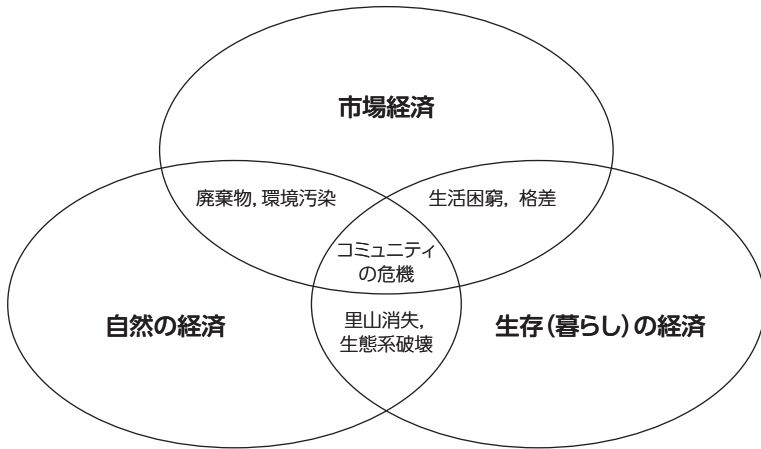 市場経済
廃棄物，環境汚染
生活困窮，格差
コミュニティ
の危機
自然の経済
里山消失，
生態系破壊
生存（暮らし）の経済